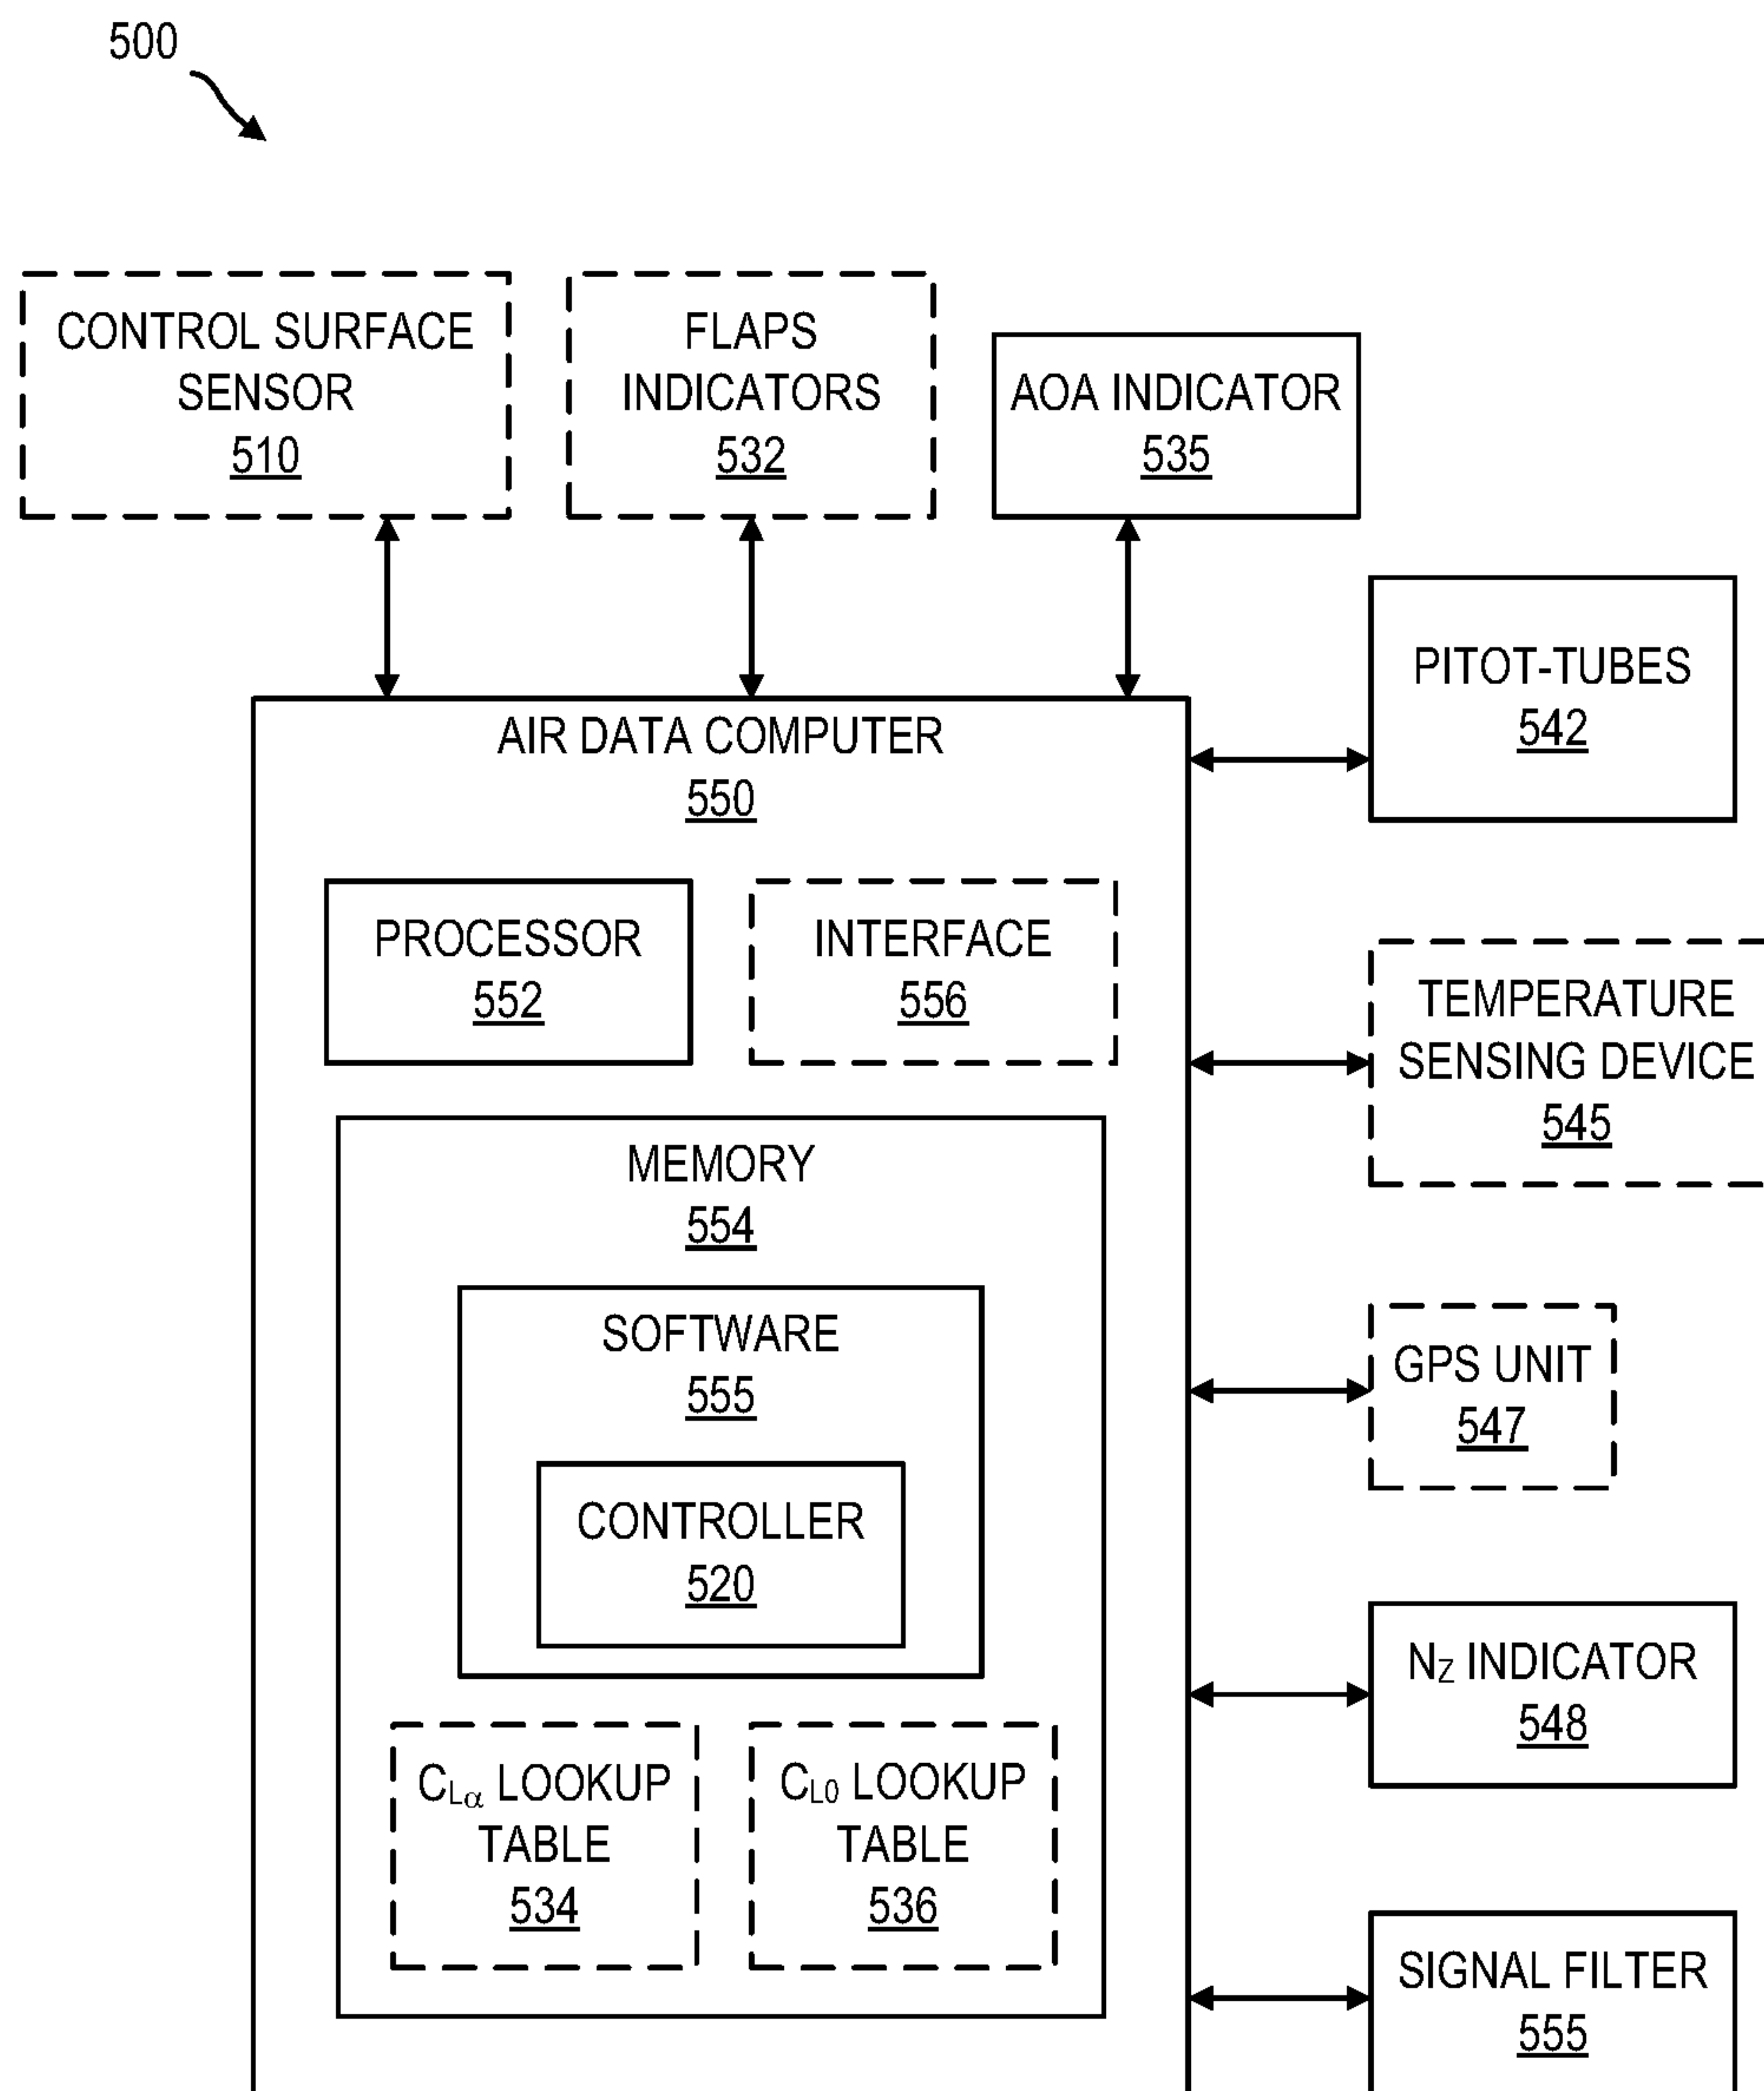 500
CONTROL SURFACE
SENSOR
510
FLAPS
INDICATORS
532
AOA INDICATOR
535
PITOT-TUBES
542
AIR DATA COMPUTER
550
PROCESSOR
552
INTERFACE
556
TEMPERATURE
SENSING DEVICE
545
MEMORY
554
SOFTWARE
555
CONTROLLER
520
GPS UNIT
547
NZ INDICATOR
548
CLα LOOKUP
TABLE
534
CL0 LOOKUP
TABLE
536
SIGNAL FILTER
555